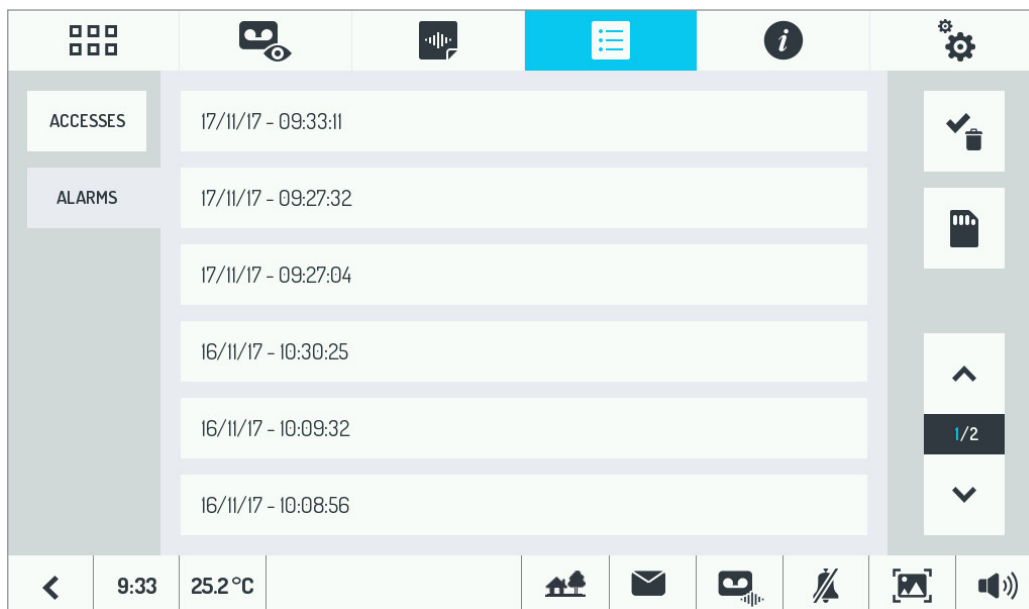 ACCESSES
ALARMS
17/11/17 - 09:33:11
17/11/17 - 09:27:32
17/11/17 - 09:27:04
16/11/17 - 10:30:25
16/11/17 - 10:09:32
16/11/17 - 10:08:56
1/2
9:33
25.2 °C